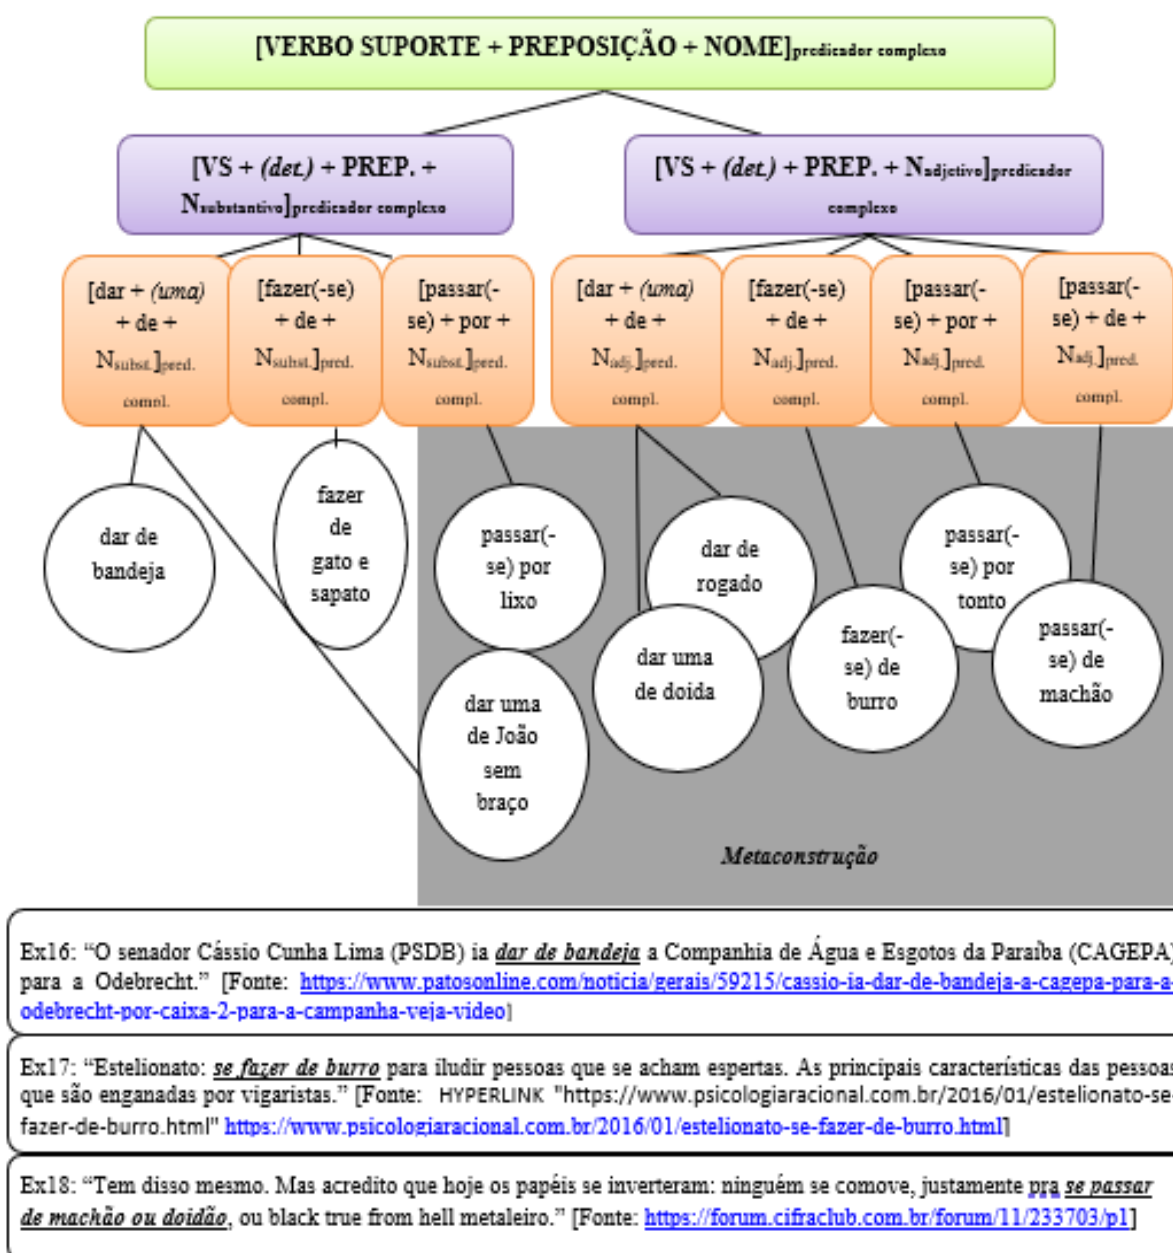 [VERBO SUPORTE + PREPOSIÇÃO + NOME]predicador complexo
[VS + (det.) + PREP. +
Nsubstantivo]predicador complexo
[VS + (det.) + PREP. + Nadjetivo]predicador
complexo
[dar + (uma)
+ de +
Nsubst.]pred.
compl.
[fazer(-se)
+ de +
Nsubst.]pred.
compl.
[passar(-
se) + por +
Nsubst.]pred.
compl.
[dar + (uma)
+ de +
Nadj.]pred.
compl.
[fazer(-se)
+ de +
Nadj.]pred.
compl.
[passar(-
se) + por +
Nadj.]pred.
compl.
[passar(-
se) + de +
Nadj.]pred.
compl.
dar de
bandeja
fazer
de
gato e
sapato
passar(-
se) por
lixo
dar uma
de João
sem
braço
dar de
rogado
dar uma
de doida
fazer(-
se) de
burro
passar(-
se) por
tonto
passar(-
se) de
machão
Metaconstrução
Ex16: “O senador Cássio Cunha Lima (PSDB) ia dar de bandeja a Companhia de Água e Esgotos da Paraíba (CAGEPA)
para a Odebrecht.” [Fonte: https://www.patosonline.com/noticia/gerais/59215/cassio-ia-dar-de-bandeja-a-cagepa-para-a-
odebrecht-por-caixa-2-para-a-campanha-veja-video]
Ex17: “Estelionato: se fazer de burro para iludir pessoas que se acham espertas. As principais características das pessoas
que são enganadas por vigaristas.” [Fonte: HYPERLINK "https://www.psicologiaracional.com.br/2016/01/estelionato-se-
fazer-de-burro.html" https://www.psicologiaracional.com.br/2016/01/estelionato-se-fazer-de-burro.html]
Ex18: “Tem disso mesmo. Mas acredito que hoje os papéis se inverteram: ninguém se comove, justamente pra se passar
de machão ou doidão, ou black true from hell metaleiro.” [Fonte: https://forum.cifraclub.com.br/forum/11/233703/p1]